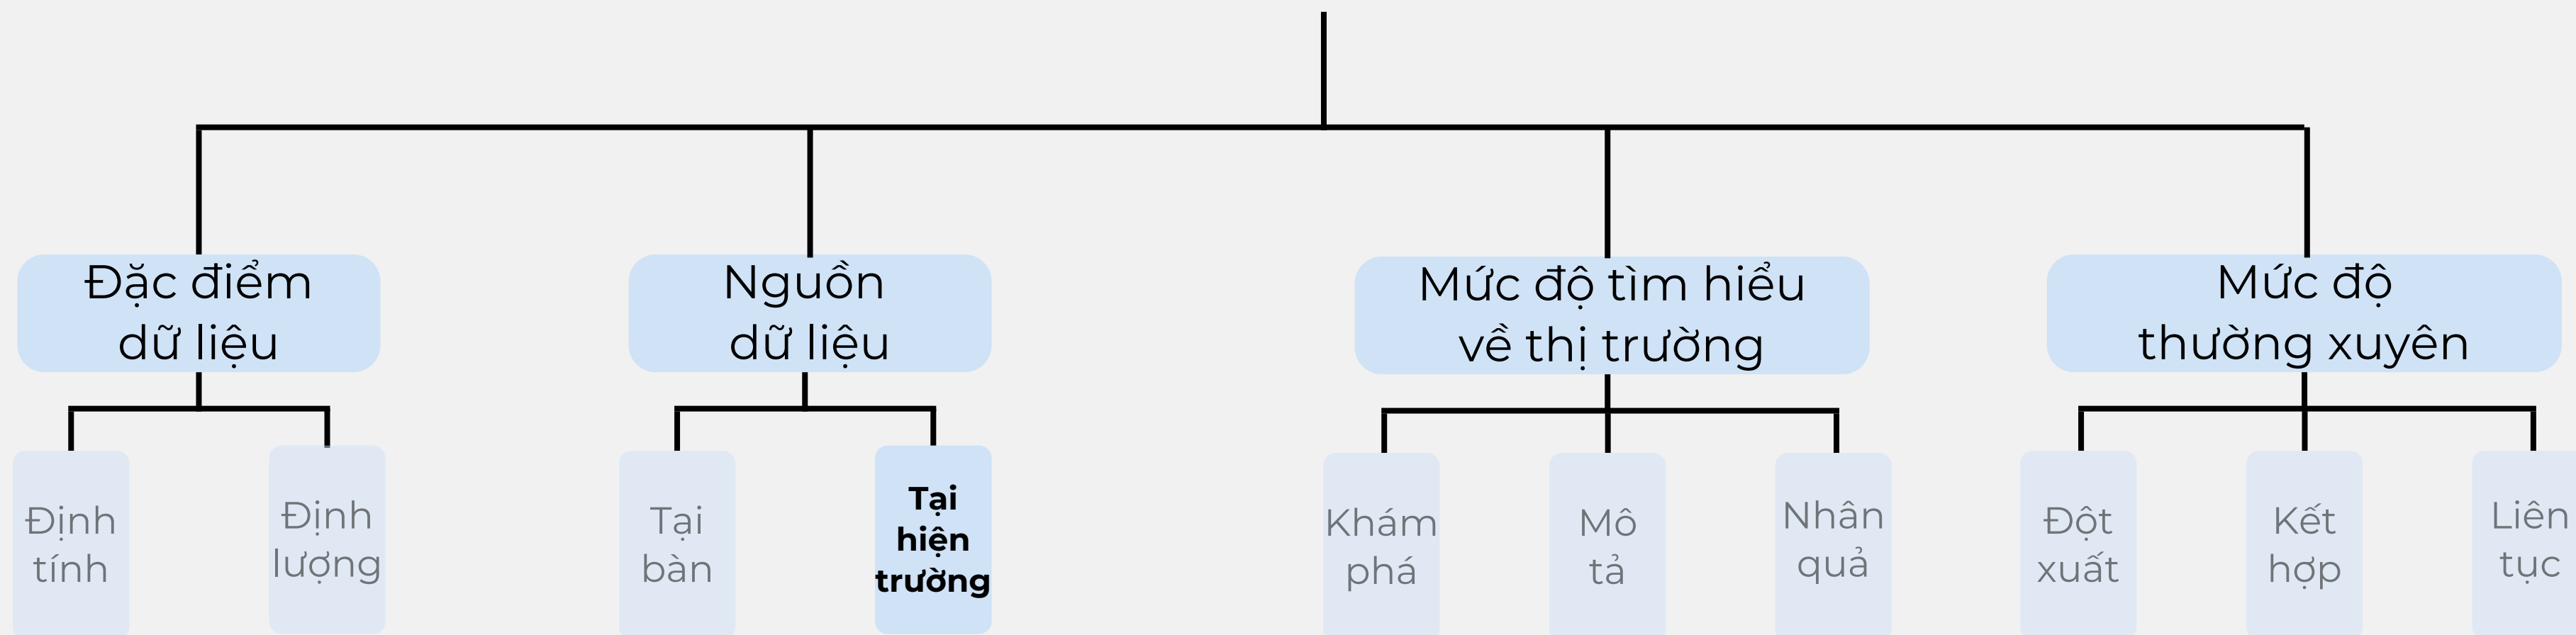 Đặc điểm
dữ liệu
Nguồn
dữ liệu
Mức độ tìm hiểu
về thị trường
Mức độ
thường xuyên
Định
tính
Định
lượng
Tại
bàn
Tại
hiện
trường
Khám
phá
Mô
tả
Nhân
quả
Đột
xuất
Kết
hợp
Liên
tục